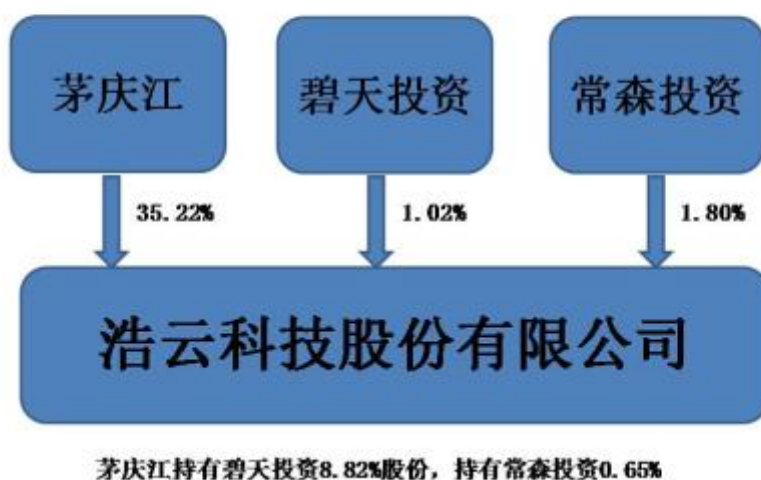 茅庆江 碧天投资 常森投资
35.22% 1.02% 1.80%
浩云科技股份有限公司
茅庆江持有碧天投资8.82%股份，持有常森投资0.65%